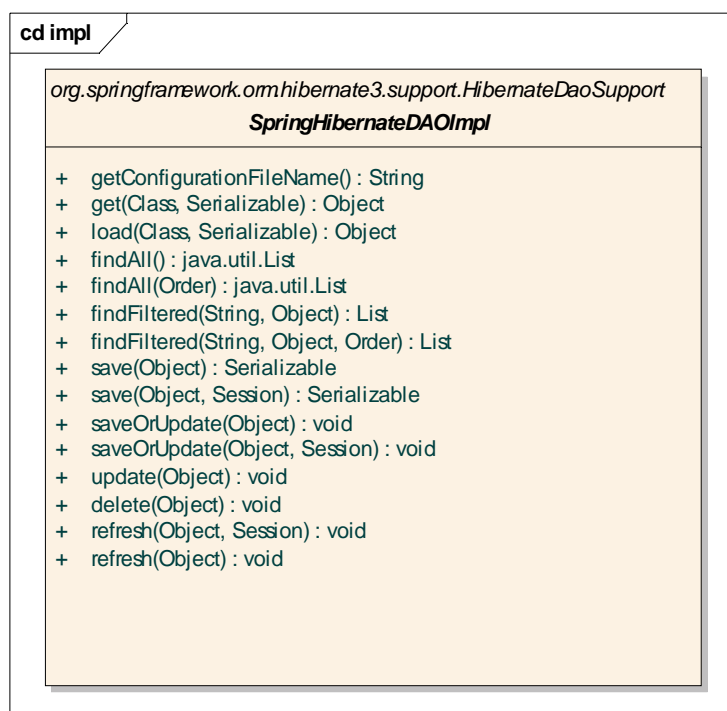 cd impl
org.springframework.orm.hibernate3.support.HibernateDaoSupport
SpringHibernateDAOImpl
+ getConfigurationFileName() : String
+ get(Class, Serializable) : Object
+ load(Class, Serializable) : Object
+ findAll() : java.util.List
+ findAll(Order) : java.util.List
+ findFiltered(String, Object) : List
+ findFiltered(String, Object, Order) : List
+ save(Object) : Serializable
+ save(Object, Session) : Serializable
+ saveOrUpdate(Object) : void
+ saveOrUpdate(Object, Session) : void
+ update(Object) : void
+ delete(Object) : void
+ refresh(Object, Session) : void
+ refresh(Object) : void